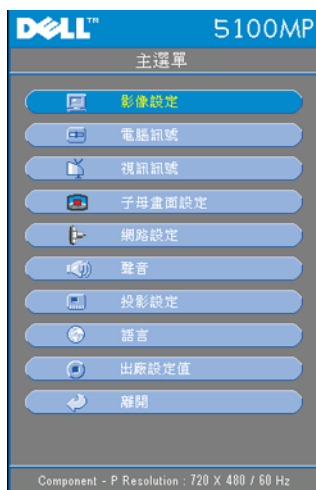 DELL™ 5100MP
主選單
影像設定
電腦訊號
視訊訊號
子母畫面設定
網路設定
聲音
投影設定
語言
出廠設定值
離開
Component - P Resolution : 720 X 480 / 60 Hz